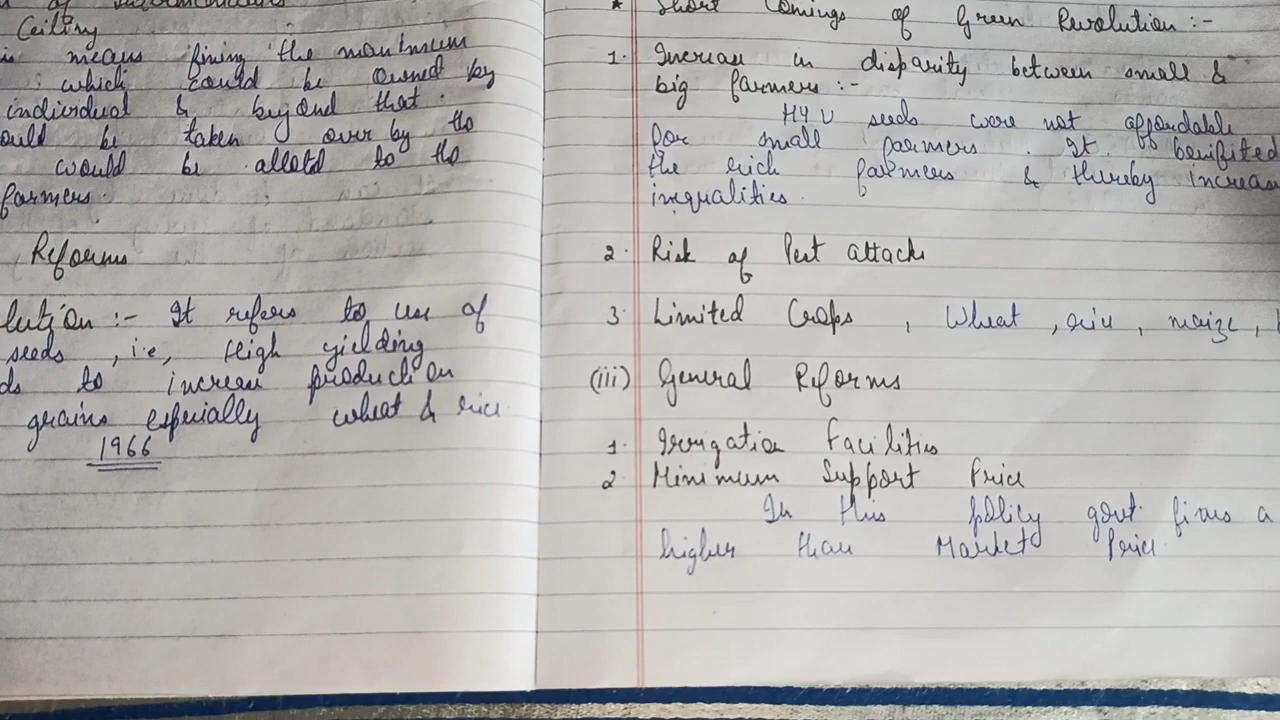 Ceiling
means fixing the maximum
which could be owned by
individual & beyond that.
ould be taken over by the
would be alloted to the
farmers.
Reforms
lution :- It refers to use of
seeds, i.e, High yielding
ds to increase production
grains especially wheat & rice.
1966
* Short Comings of Green Revolution :-
1. Increase in disparity between small &
big farmers :-
HYV seeds were not affordable
for small farmers. It benifited
the rich farmers & thereby increas
inequalities.
2. Risk of Pest attack
3. Limited Crops, Wheat, rice, maize,
(iii) General Reforms
1. Irrigation Facilities
2. Minimum Support Price
In this policy govt. fixes a
higher than Market Price.